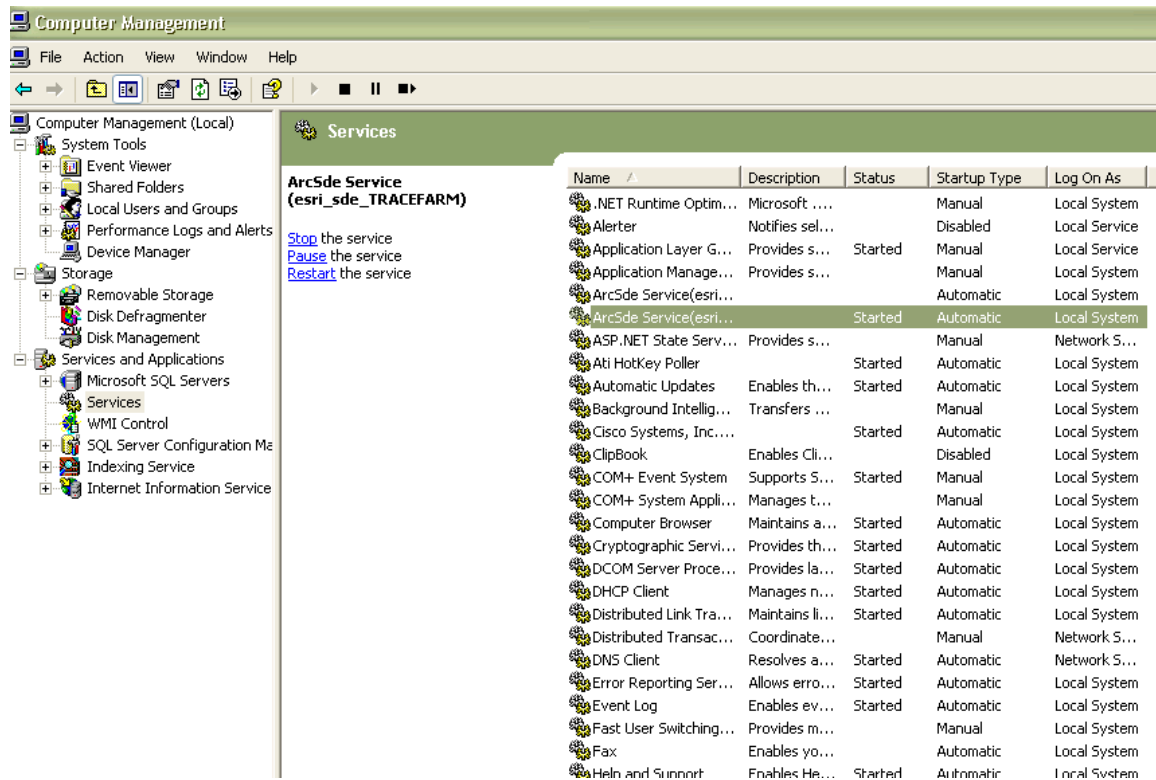 Computer Management
File Action View Window Help
Computer Management (Local)
System Tools
Event Viewer
Shared Folders
Local Users and Groups
Performance Logs and Alerts
Device Manager
Storage
Removable Storage
Disk Defragmenter
Disk Management
Services and Applications
Microsoft SQL Servers
Services
WMI Control
SQL Server Configuration Ma
Indexing Service
Internet Information Service
Services
ArcSde Service
(esri_sde_TRACEFARM)
Stop the service
Pause the service
Restart the service
Name Description Status Startup Type Log On As
.NET Runtime Optim... Microsoft .... Manual Local System
Alerter Notifies sel... Disabled Local Service
Application Layer G... Provides s... Started Manual Local Service
Application Manage... Provides s... Manual Local System
ArcSde Service(esri... Automatic Local System
ArcSde Service(esri... Started Automatic Local System
ASP.NET State Serv... Provides s... Manual Network S...
Ati HotKey Poller Started Automatic Local System
Automatic Updates Enables th... Started Automatic Local System
Background Intellig... Transfers ... Manual Local System
Cisco Systems, Inc.... Started Automatic Local System
ClipBook Enables Cli... Disabled Local System
COM+ Event System Supports S... Started Manual Local System
COM+ System Appli... Manages t... Manual Local System
Computer Browser Maintains a... Started Automatic Local System
Cryptographic Servi... Provides th... Started Automatic Local System
DCOM Server Proce... Provides la... Started Automatic Local System
DHCP Client Manages n... Started Automatic Local System
Distributed Link Tra... Maintains li... Started Automatic Local System
Distributed Transac... Coordinate... Manual Network S...
DNS Client Resolves a... Started Automatic Network S...
Error Reporting Ser... Allows erro... Started Automatic Local System
Event Log Enables ev... Started Automatic Local System
Fast User Switching... Provides m... Manual Local System
Fax Enables yo... Automatic Local System
Help and Support Enables He... Started Automatic Local System